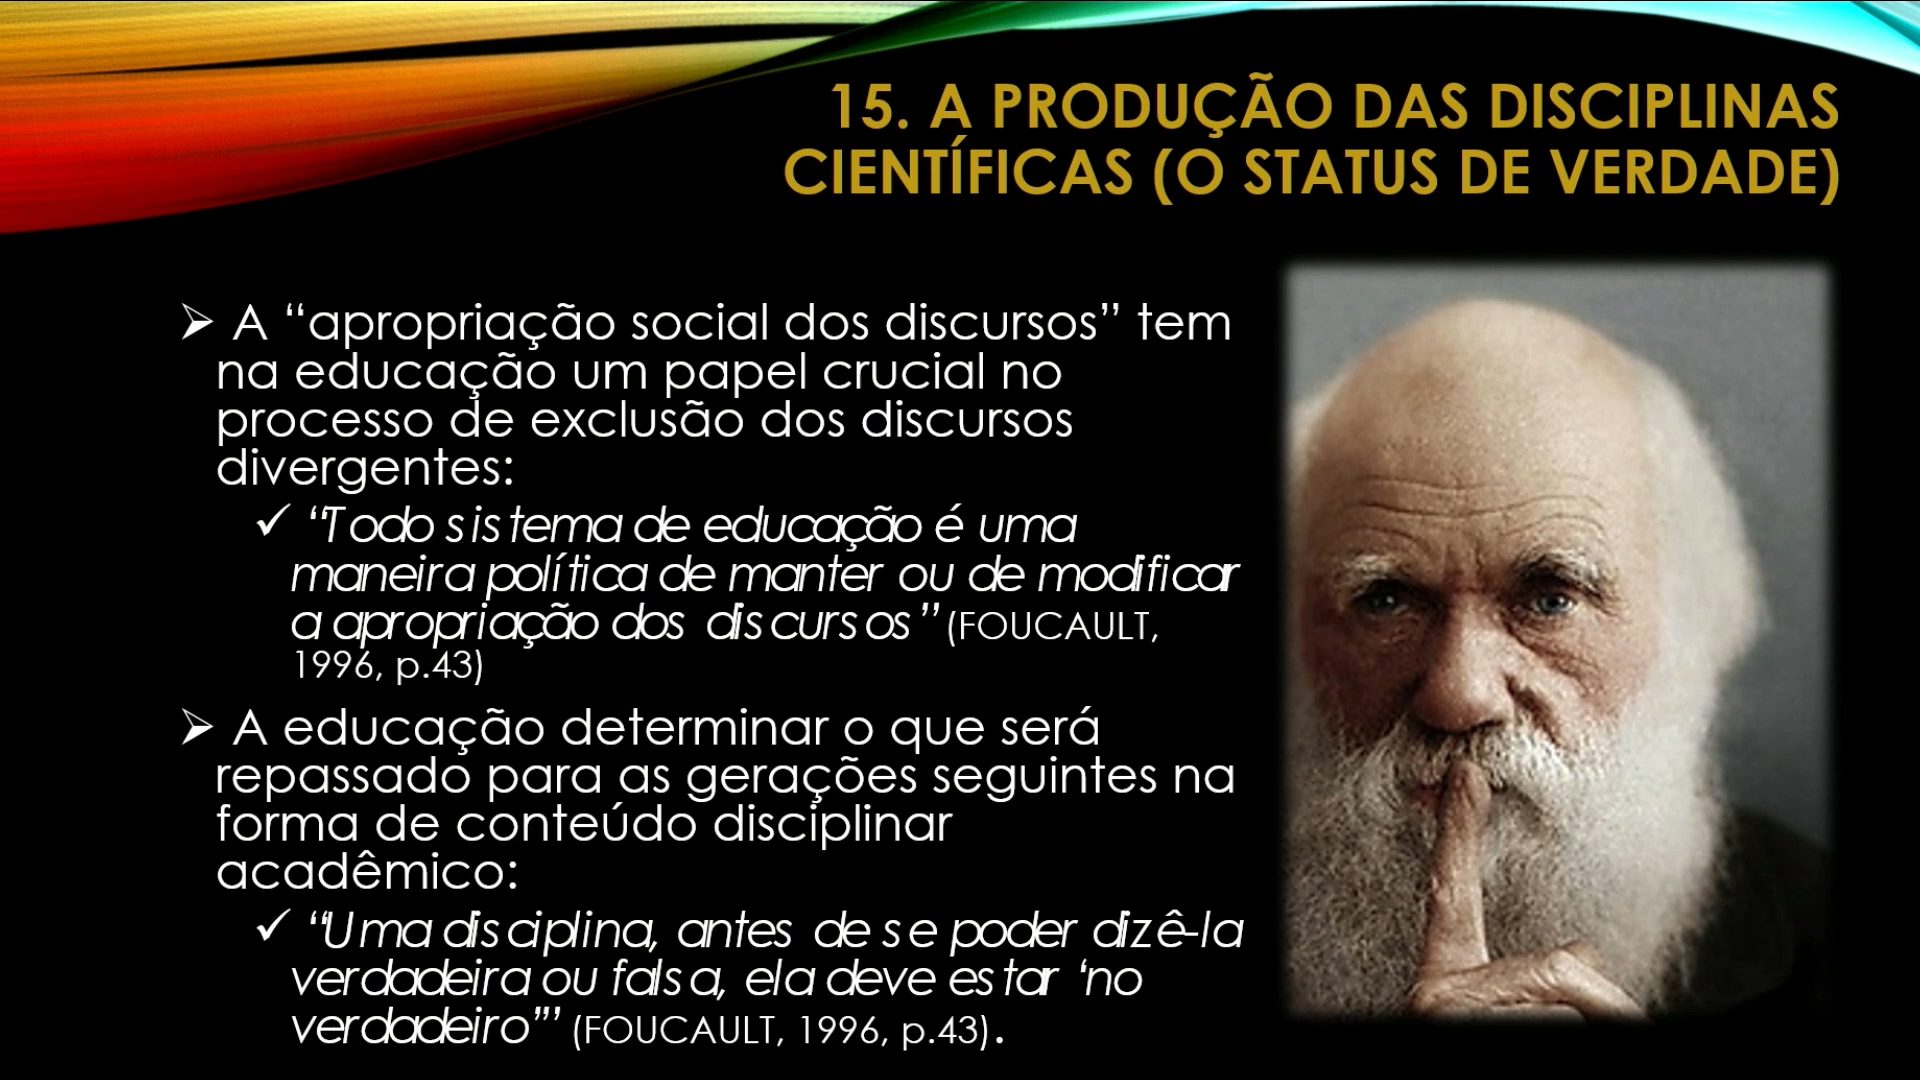 15. A PRODUÇÃO DAS DISCIPLINAS
CIENTÍFICAS (O STATUS DE VERDADE)
➢ A “apropriação social dos discursos” tem
na educação um papel crucial no
processo de exclusão dos discursos
divergentes:
✓ “Todo sistema de educação é uma
maneira política de manter ou de modificar
a apropriação dos discursos” (FOUCAULT,
1996, p.43)
➢ A educação determinar o que será
repassado para as gerações seguintes na
forma de conteúdo disciplinar
acadêmico:
✓ “Uma disciplina, antes de se poder dizê-la
verdadeira ou falsa, ela deve estar ‘no
verdadeiro’” (FOUCAULT, 1996, p.43).